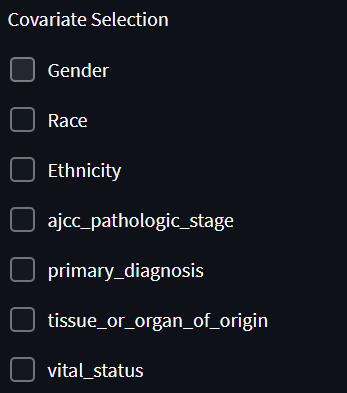 Covariate Selection
Gender
Race
Ethnicity
ajcc_pathologic_stage
primary_diagnosis
tissue_or_organ_of_origin
vital_status